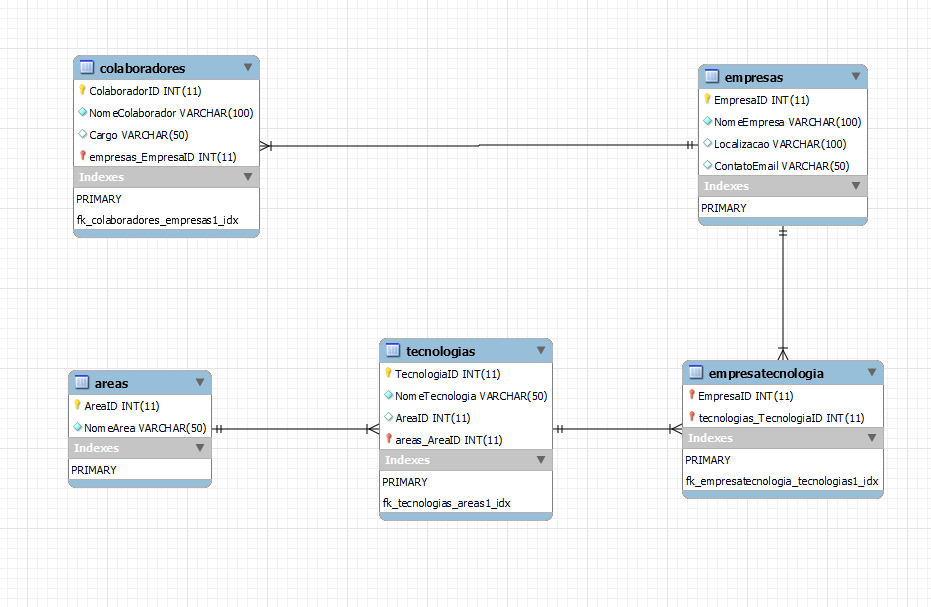 colaboradores
ColaboradorID INT(11)
NomeColaborador VARCHAR(100)
Cargo VARCHAR(50)
empresas_EmpresaID INT(11)
Indexes
PRIMARY
fk_colaboradores_empresas1_idx
empresas
EmpresaID INT(11)
NomeEmpresa VARCHAR(100)
Localizacao VARCHAR(100)
ContatoEmail VARCHAR(50)
Indexes
PRIMARY
areas
AreaID INT(11)
NomeArea VARCHAR(50)
Indexes
PRIMARY
tecnologias
TecnologiaID INT(11)
NomeTecnologia VARCHAR(50)
AreaID INT(11)
areas_AreaID INT(11)
Indexes
PRIMARY
fk_tecnologias_areas1_idx
empresatecnologia
EmpresaID INT(11)
tecnologias_TecnologiaID INT(11)
Indexes
PRIMARY
fk_empresatecnologia_tecnologias1_idx